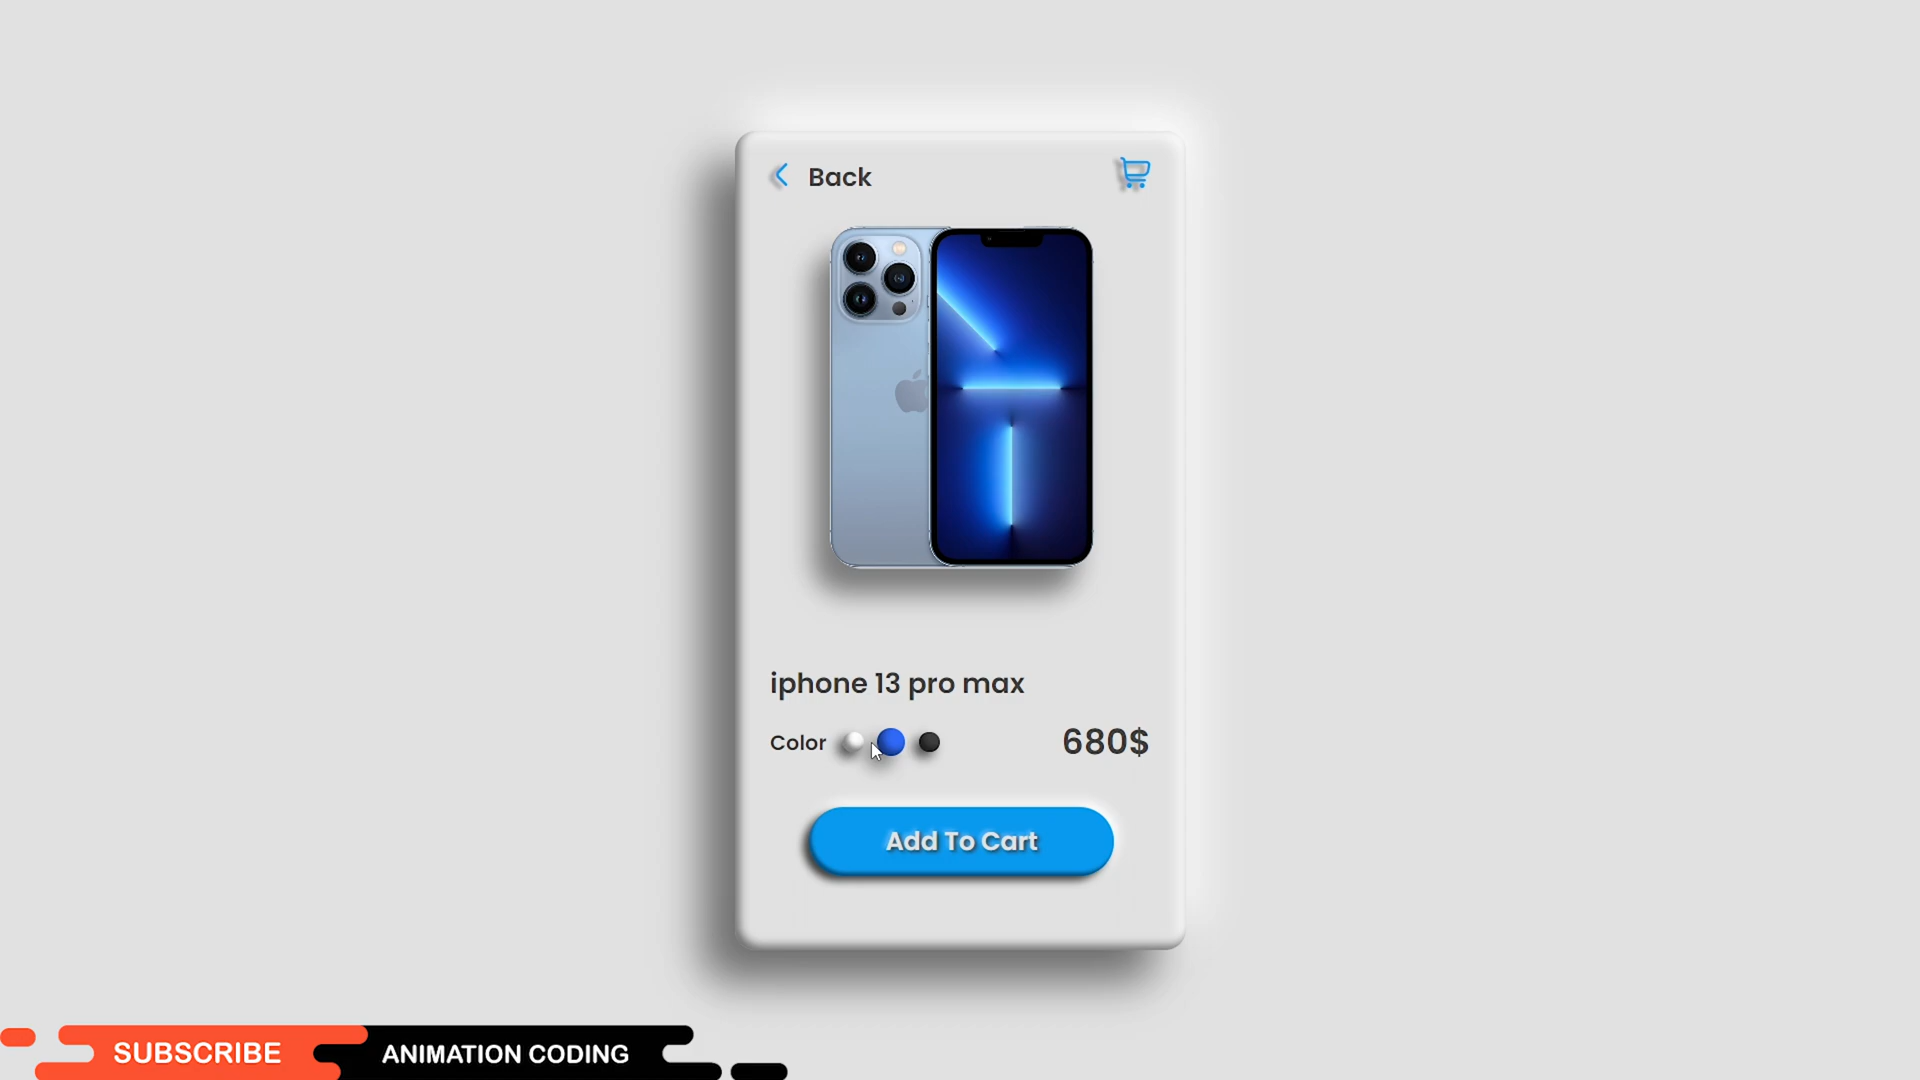 Back
iphone 13 pro max
Color
680$
Add To Cart
SUBSCRIBE
ANIMATION CODING